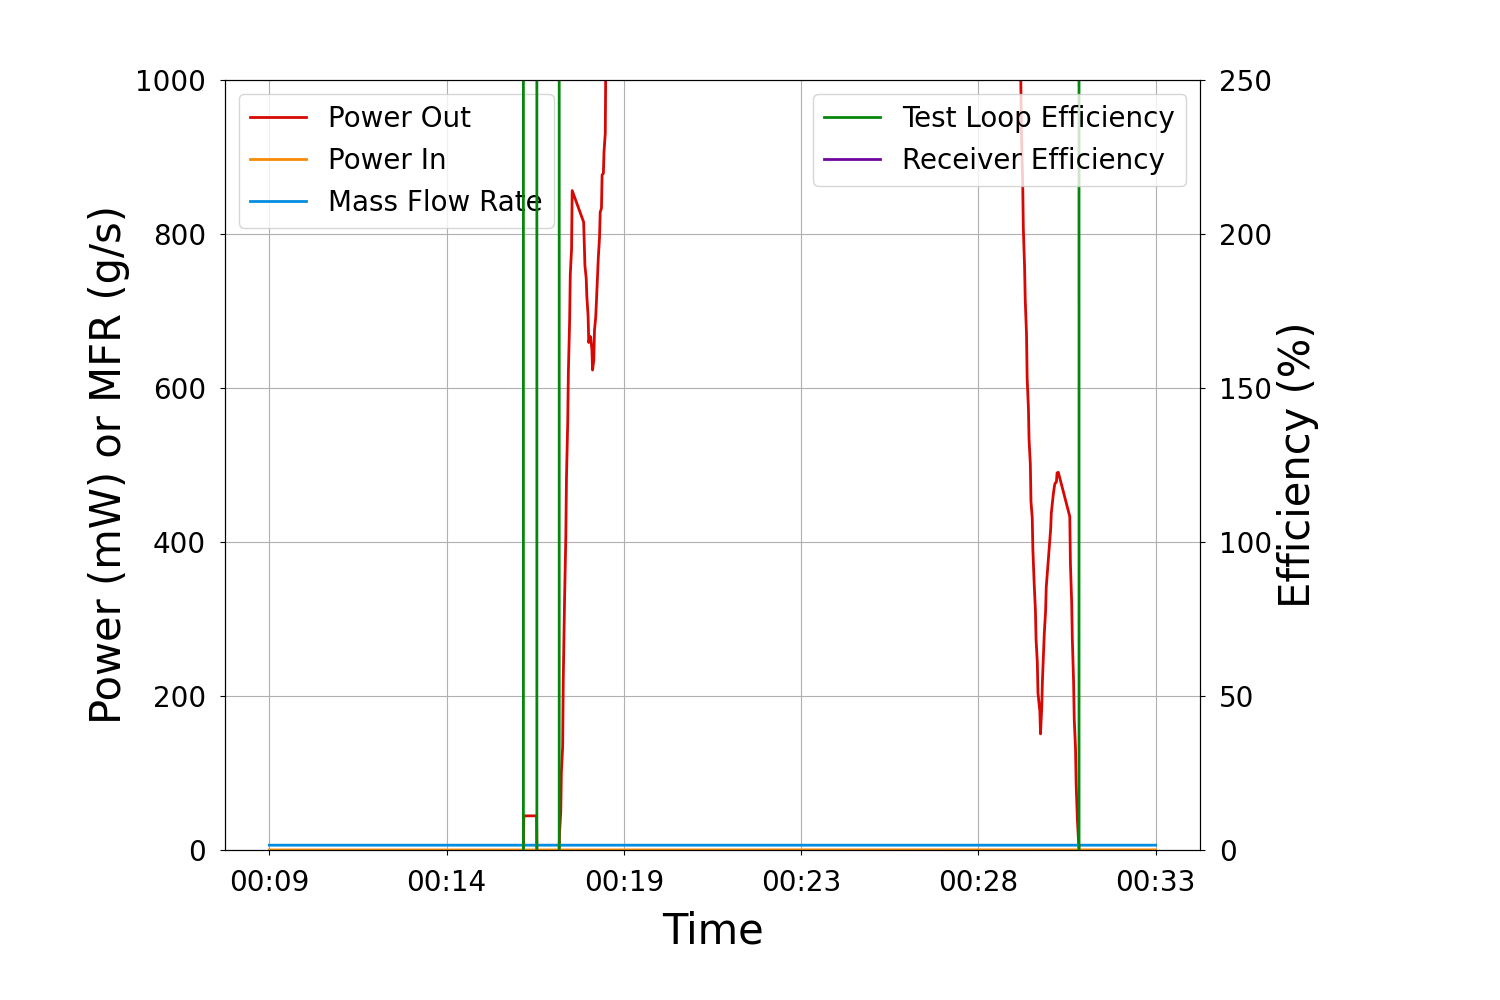 1000
800
600
400
200
0
Power (mW) or MFR (g/s)
Power Out
Power In
Mass Flow Rate
Test Loop Efficiency
Receiver Efficiency
250
200
150
100
50
0
Efficiency (%)
00:09 00:14 00:19 00:23 00:28 00:33
Time